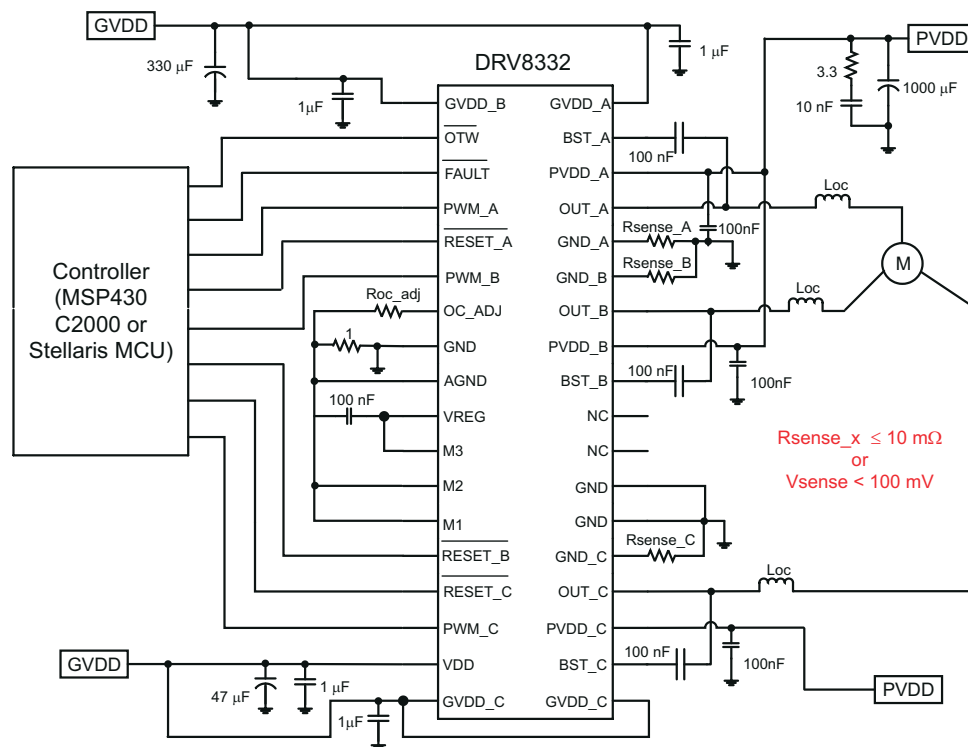 GVDD
PVDD
330 μF
1 μF
DRV8332
3.3
1000 μF
10 nF
1μF
GVDD_B
GVDD_A
OTW
BST_A
100 nF
FAULT
PVDD_A
Loc
PWM_A
OUT_A
100nF
RESET_A
GND_A
Rsense_A
Controller
(MSP430
C2000 or
Stellaris MCU)
M
PWM_B
GND_B
Rsense_B
Roc_adj
OC_ADJ
OUT_B
Loc
1
GND
PVDD_B
AGND
BST_B
100 nF
100nF
100 nF
VREG
NC
M3
NC
Rsense_x ≤ 10 mΩ
or
Vsense < 100 mV
M2
GND
M1
GND
RESET_B
GND_C
Rsense_C
RESET_C
OUT_C
Loc
PWM_C
PVDD_C
GVDD
VDD
BST_C
100 nF
100nF
47 μF
1 μF
PVDD
GVDD_C
GVDD_C
1μF